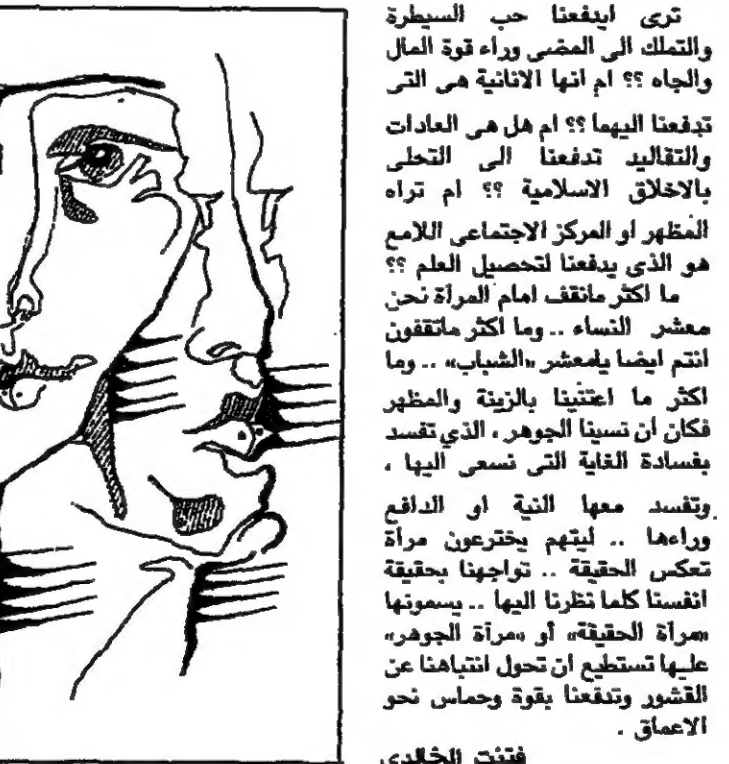 ترى ايدفعنا حب السيطرة
والتملك الى المضى وراء قوة المال
والجاه ؟؟ ام انها الانانية هى التى
تدفعنا اليهما ؟؟ ام هل هى العادات
والتقاليد تدفعنا الى التحلى
بالاخلاق الاسلامية ؟؟ ام تراه
المظهر او المركز الاجتماعى اللامع
هو الذى يدفعنا لتحصيل العلم ؟؟
ما اكثر مانقف امام المرآة نحن
معشر النساء .. وما اكثر ماتقفون
انتم ايضا يامعشر «الشباب» .. وما
اكثر ما اعتنينا بالزينة والمظهر
فكان أن نسينا الجوهر ، الذي تفسد
بفسادة الغاية التى نسعى اليها ،
وتفسد معها النية او الدافع
وراءها .. ليتهم يخترعون مرآة
تعكس الحقيقة .. تواجهنا بحقيقة
انفسنا كلما نظرنا اليها .. يسمونها
«مرآة الحقيقة» أو «مرآة الجوهر»
علـها تستطيع ان تحول انتباهنا عن
القشور وتدفعنا بقوة وحماس نحو
الاعماق .
فتنت الخالدى